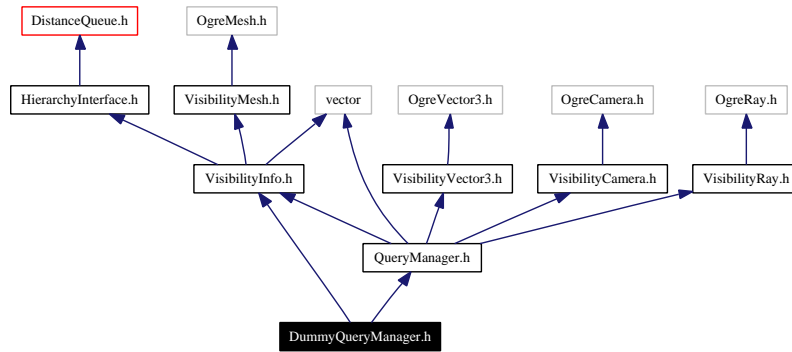 DistanceQueue.h
OgreMesh.h
HierarchyInterface.h
VisibilityMesh.h
vector
OgreVector3.h
OgreCamera.h
OgreRay.h
VisibilityInfo.h
VisibilityVector3.h
VisibilityCamera.h
VisibilityRay.h
QueryManager.h
DummyQueryManager.h